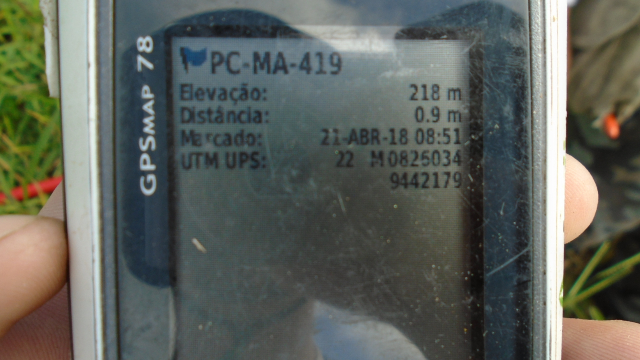 PC-MA-419
Elevação: 218 m
Distância: 0.9 m
Marcado: 21-ABR-18 08:51
UTM UPS: 22 M0826034
9442179
GPSMAP 78